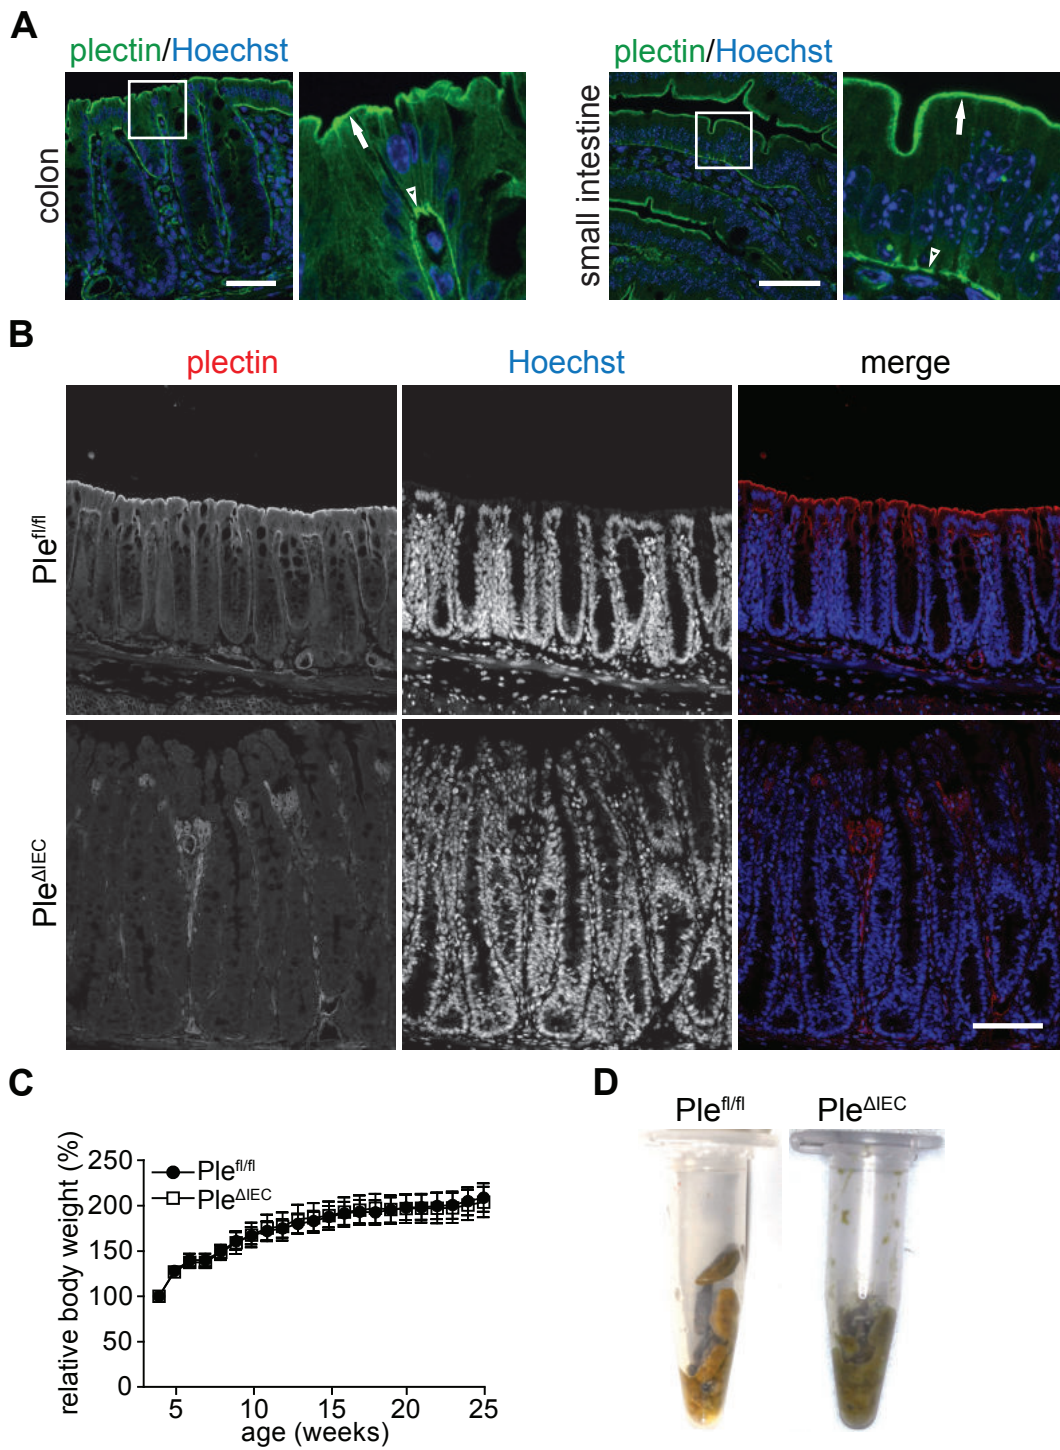 A
plectin/Hoechst
plectin/Hoechst
colon
small intestine
B
plectin
Hoechst
merge
Ple^fl/fl
Ple^ΔIEC
C
relative body weight (%)
250
200
150
100
50
0
Ple^fl/fl
Ple^ΔIEC
5
10
15
20
25
age (weeks)
D
Ple^fl/fl
Ple^ΔIEC